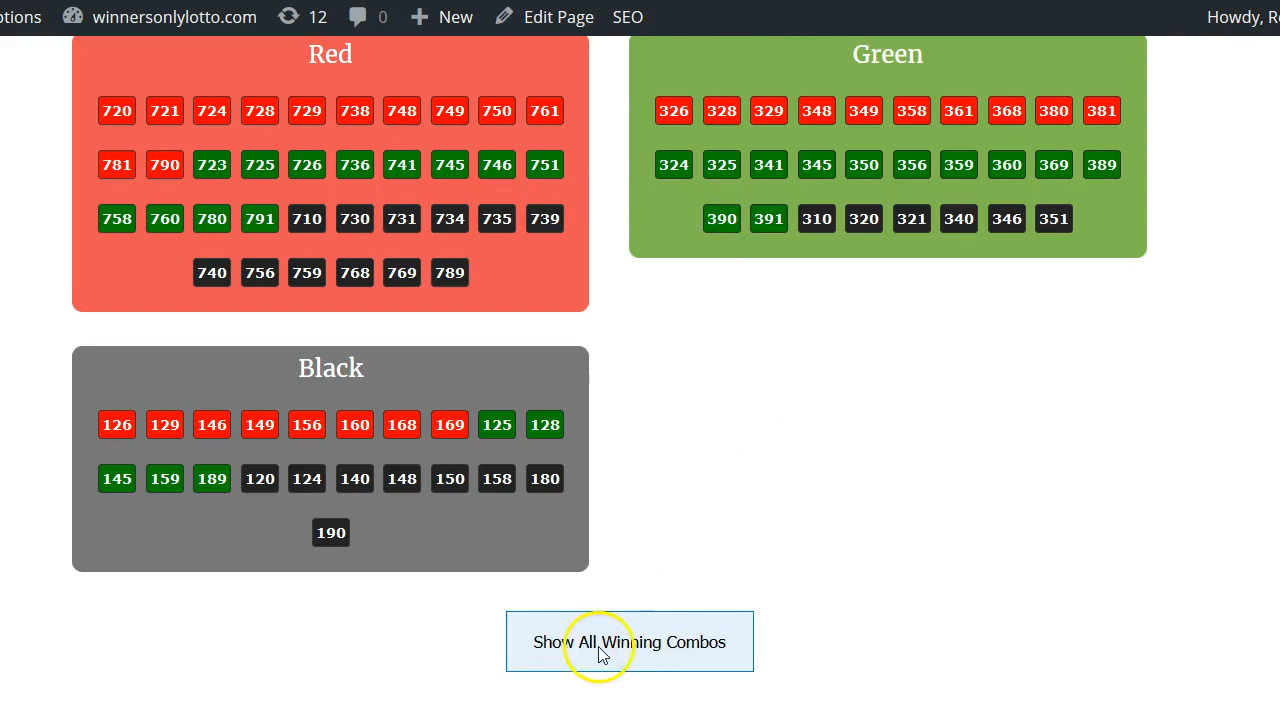 ptions winnersonlylotto.com 12 0 New Edit Page SEO Howdy, R
Red
720 721 724 728 729 738 748 749 750 761
781 790 723 725 726 736 741 745 746 751
758 760 780 791 710 730 731 734 735 739
740 756 759 768 769 789
Green
326 328 329 348 349 358 361 368 380 381
324 325 341 345 350 356 359 360 369 389
390 391 310 320 321 340 346 351
Black
126 129 146 149 156 160 168 169 125 128
145 159 189 120 124 140 148 150 158 180
190
Show All Winning Combos